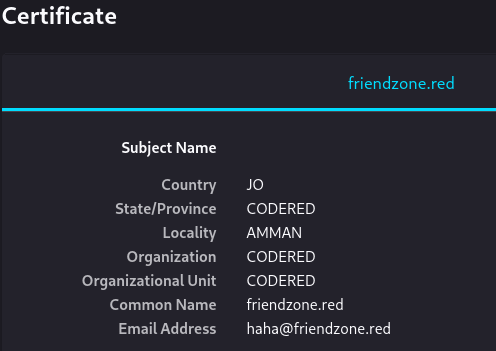 Certificate
friendzone.red
Subject Name
Country JO
State/Province CODERED
Locality AMMAN
Organization CODERED
Organizational Unit CODERED
Common Name friendzone.red
Email Address haha@friendzone.red